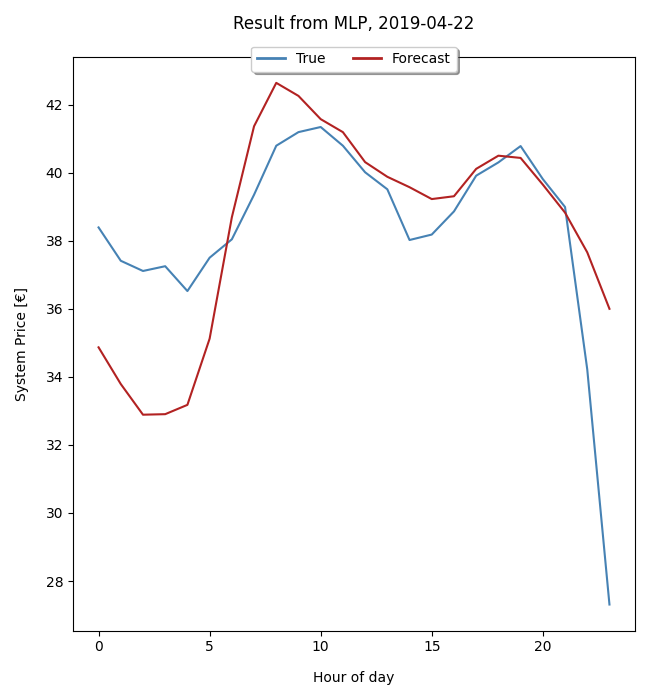 Result from MLP, 2019-04-22
True Forecast
System Price [€]
42
40
38
36
34
32
30
28
0 5 10 15 20
Hour of day